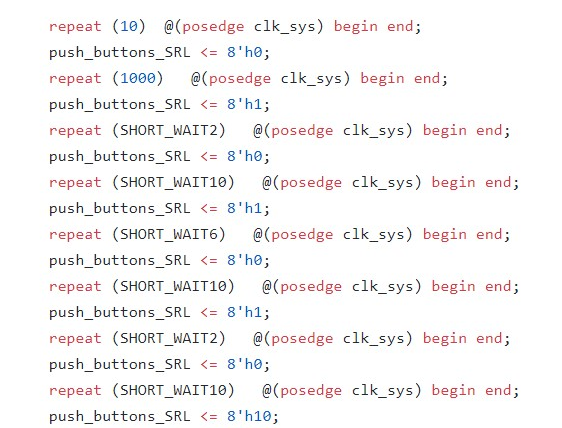 repeat (10)  @(posedge clk_sys) begin end;
push_buttons_SRL <= 8'h0;
repeat (1000)   @(posedge clk_sys) begin end;
push_buttons_SRL <= 8'h1;
repeat (SHORT_WAIT2)   @(posedge clk_sys) begin end;
push_buttons_SRL <= 8'h0;
repeat (SHORT_WAIT10)   @(posedge clk_sys) begin end;
push_buttons_SRL <= 8'h1;
repeat (SHORT_WAIT6)   @(posedge clk_sys) begin end;
push_buttons_SRL <= 8'h0;
repeat (SHORT_WAIT10)   @(posedge clk_sys) begin end;
push_buttons_SRL <= 8'h1;
repeat (SHORT_WAIT2)   @(posedge clk_sys) begin end;
push_buttons_SRL <= 8'h0;
repeat (SHORT_WAIT10)   @(posedge clk_sys) begin end;
push_buttons_SRL <= 8'h10;